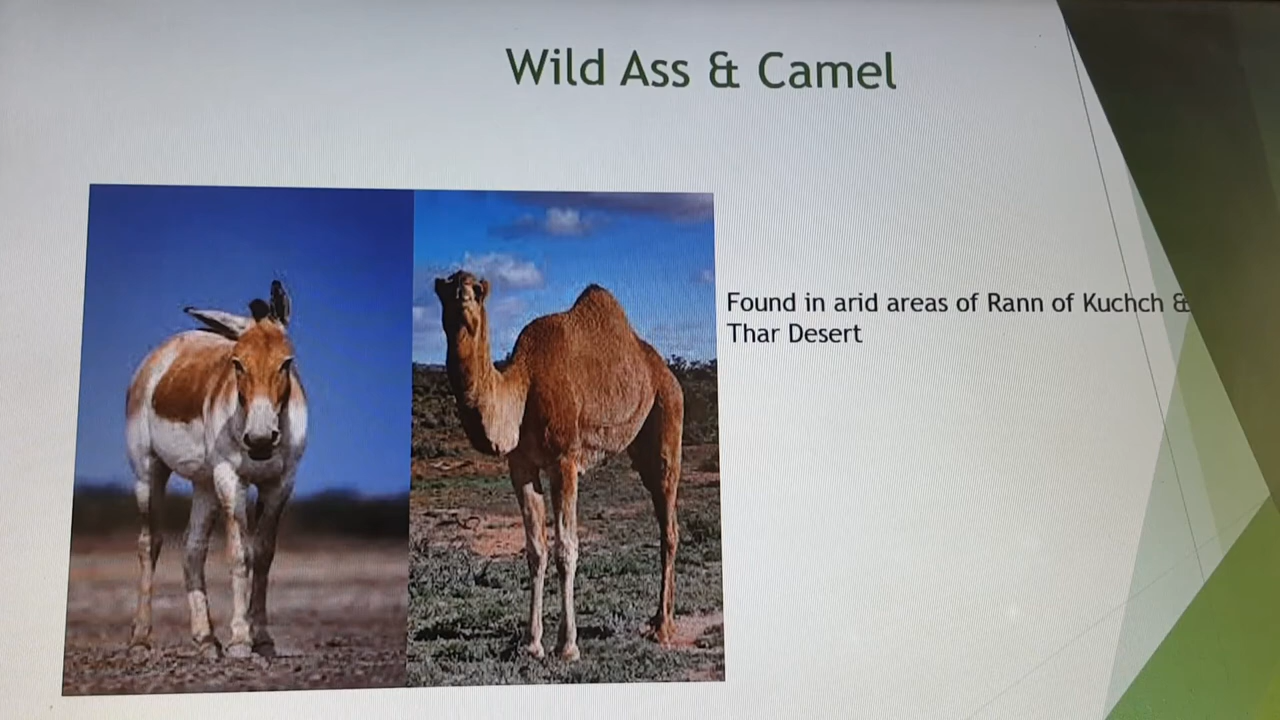 Wild Ass & Camel
Found in arid areas of Rann of Kuchch &
Thar Desert